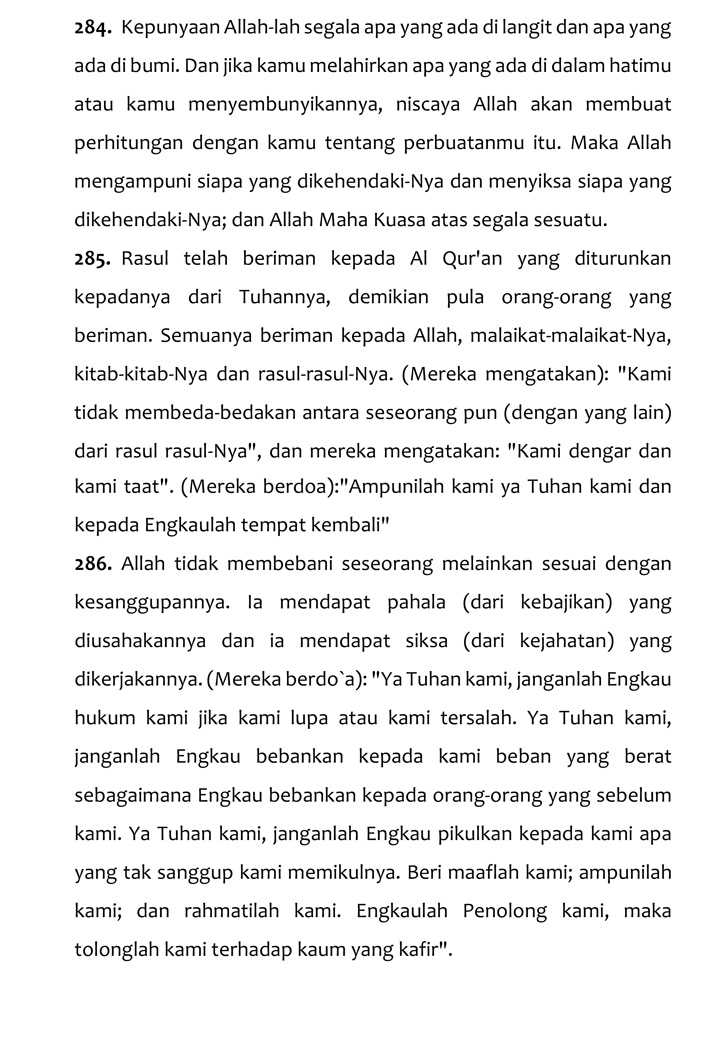 284. Kepunyaan Allah-lah segala apa yang ada di langit dan apa yang
ada di bumi. Dan jika kamu melahirkan apa yang ada di dalam hatimu
atau kamu menyembunyikannya, niscaya Allah akan membuat
perhitungan dengan kamu tentang perbuatanmu itu. Maka Allah
mengampuni siapa yang dikehendaki-Nya dan menyiksa siapa yang
dikehendaki-Nya; dan Allah Maha Kuasa atas segala sesuatu.
285. Rasul telah beriman kepada Al Qur'an yang diturunkan
kepadanya dari Tuhannya, demikian pula orang-orang yang
beriman. Semuanya beriman kepada Allah, malaikat-malaikat-Nya,
kitab-kitab-Nya dan rasul-rasul-Nya. (Mereka mengatakan): "Kami
tidak membeda-bedakan antara seseorang pun (dengan yang lain)
dari rasul rasul-Nya", dan mereka mengatakan: "Kami dengar dan
kami taat". (Mereka berdoa):"Ampunilah kami ya Tuhan kami dan
kepada Engkaulah tempat kembali"
286. Allah tidak membebani seseorang melainkan sesuai dengan
kesanggupannya. Ia mendapat pahala (dari kebajikan) yang
diusahakannya dan ia mendapat siksa (dari kejahatan) yang
dikerjakannya. (Mereka berdo`a): "Ya Tuhan kami, janganlah Engkau
hukum kami jika kami lupa atau kami tersalah. Ya Tuhan kami,
janganlah Engkau bebankan kepada kami beban yang berat
sebagaimana Engkau bebankan kepada orang-orang yang sebelum
kami. Ya Tuhan kami, janganlah Engkau pikulkan kepada kami apa
yang tak sanggup kami memikulnya. Beri maaflah kami; ampunilah
kami; dan rahmatilah kami. Engkaulah Penolong kami, maka
tolonglah kami terhadap kaum yang kafir".